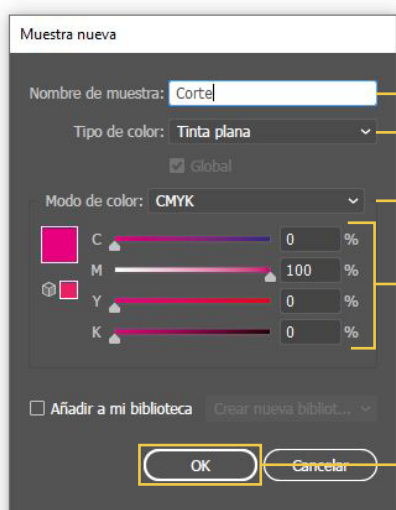 Muestra nueva
Nombre de muestra: Corte
Tipo de color: Tinta plana
Global
Modo de color: CMYK
C 0 %
M 100 %
Y 0 %
K 0 %
Añadir a mi biblioteca Crear nueva bibliot...
OK Cancelar